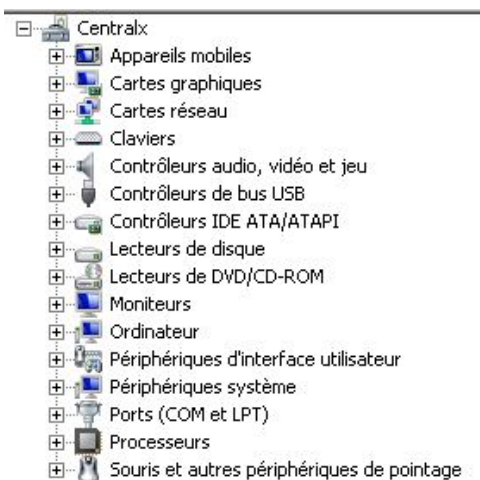 Centralx
Appareils mobiles
Cartes graphiques
Cartes réseau
Claviers
Contrôleurs audio, vidéo et jeu
Contrôleurs de bus USB
Contrôleurs IDE ATA/ATAPI
Lecteurs de disque
Lecteurs de DVD/CD-ROM
Moniteurs
Ordinateur
Périphériques d'interface utilisateur
Périphériques système
Ports (COM et LPT)
Processeurs
Souris et autres périphériques de pointage